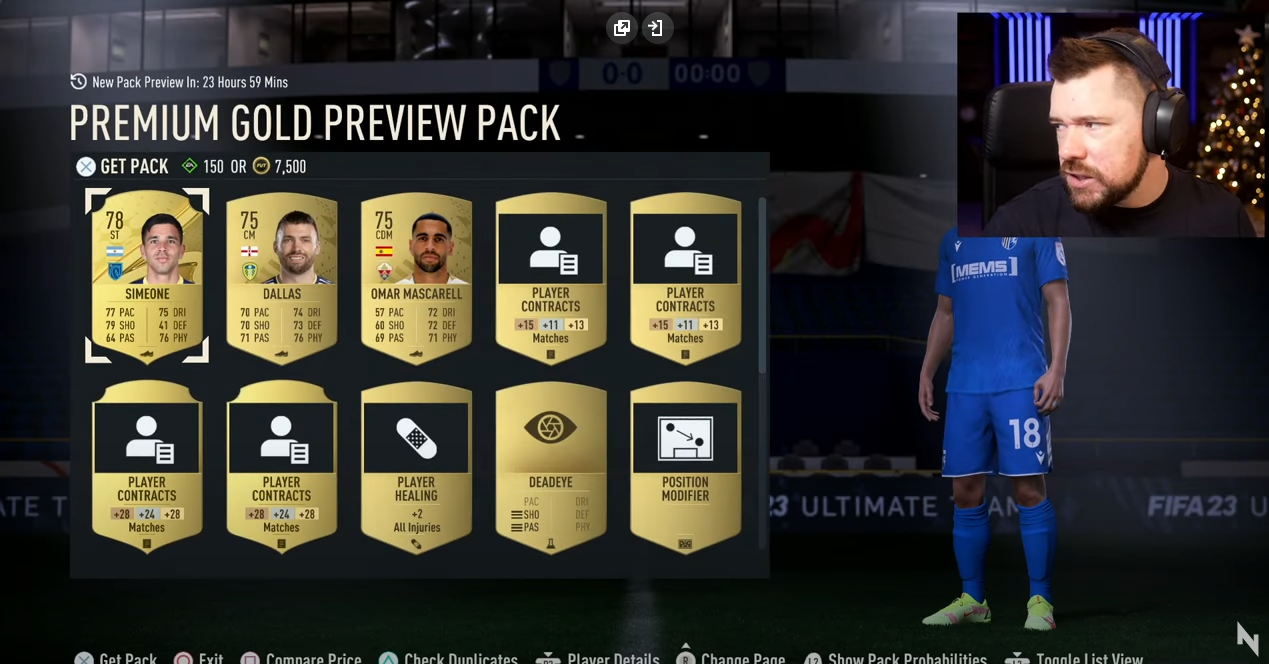 0-0 00:00
New Pack Preview In: 23 Hours 59 Mins
PREMIUM GOLD PREVIEW PACK
GET PACK 150 OR 7,500
78
ST
SIMEONE
77 PAC 75 DRI
79 SHO 41 DEF
64 PAS 76 PHY
75
CM
DALLAS
70 PAC 74 DRI
70 SHO 73 DEF
71 PAS 76 PHY
75
CDM
OMAR MASCARELL
57 PAC 72 DRI
60 SHO 72 DEF
69 PAS 71 PHY
PLAYER
CONTRACTS
+15 +11 +13
Matches
PLAYER
CONTRACTS
+15 +11 +13
Matches
PLAYER
CONTRACTS
+28 +24 +28
Matches
PLAYER
CONTRACTS
+28 +24 +28
Matches
PLAYER
HEALING
+2
All Injuries
DEADEYE
PAC DRI
SHO DEF
PAS PHY
POSITION
MODIFIER
[MEMS]
18
ATE T
23 ULTIMATE TEAM FIFA 23 U
Get Pack Exit Compare Price Check Duplicates Player Details R Change Page Show Pack Probabilities Toggle List View
N